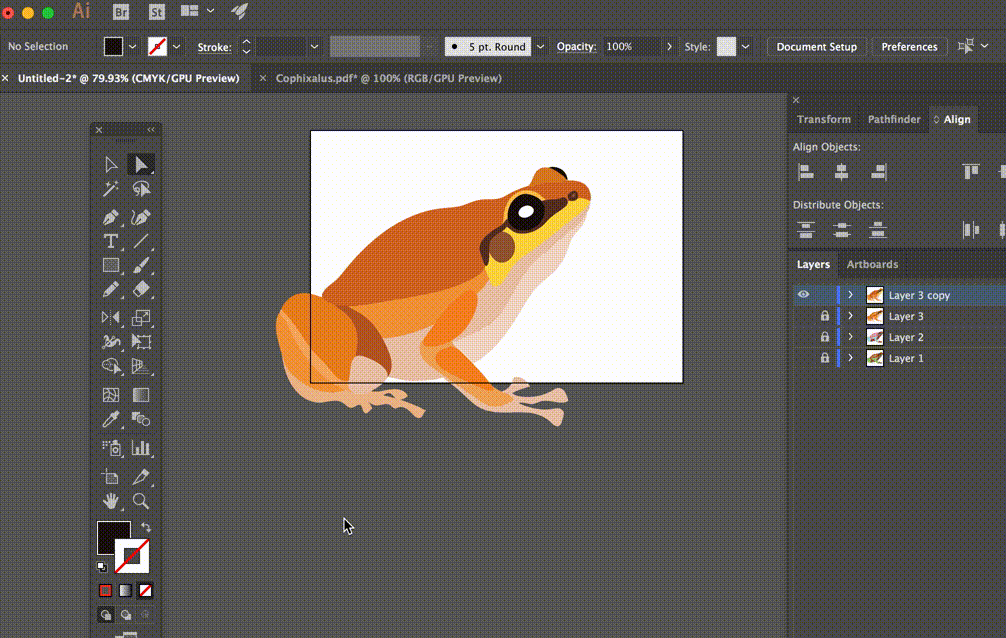 Ai Br St
No Selection Stroke: 5 pt. Round Opacity: 100% Style: Document Setup Preferences
Untitled-2* @ 79.93% (CMYK/GPU Preview) Cophixalus.pdf* @ 100% (RGB/GPU Preview)
Transform Pathfinder Align
Align Objects:
Distribute Objects:
Layers Artboards
Layer 3 copy
Layer 3
Layer 2
Layer 1